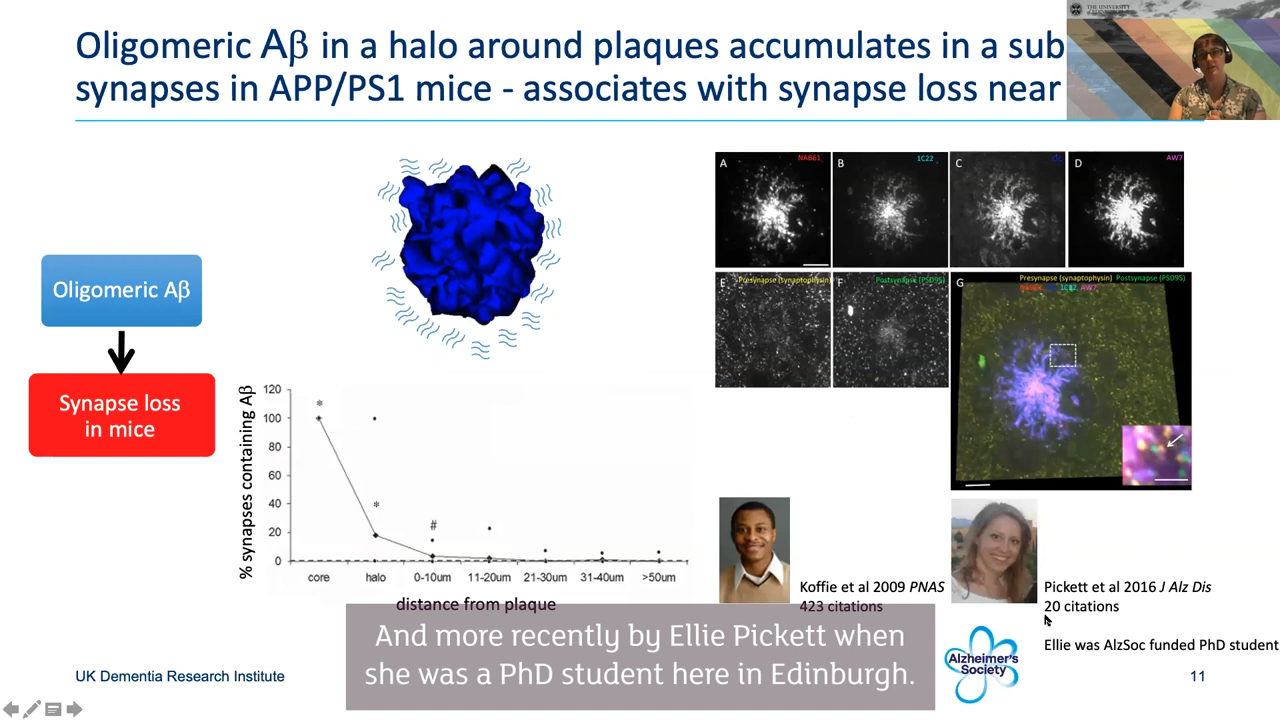 Oligomeric Aβ in a halo around plaques accumulates in a sub
synapses in APP/PS1 mice - associates with synapse loss near
THE UNIVERSITY
Oligomeric Aβ
Synapse loss
in mice
A
NAB61
B
1C22
C
D
AW7
E
Presynapse (synaptophysin)
F
Postsynapse (PSD95)
G
Presynapse (synaptophysin) Postsynapse (PSD95)
1C22, AW7
% synapses containing Aβ
120
100
80
60
40
20
0
*
*
#
core halo 0-10um 11-20um 21-30um 31-40um >50um
distance from plaque
Koffie et al 2009 PNAS
423 citations
Pickett et al 2016 J Alz Dis
20 citations
Ellie was AlzSoc funded PhD student
Alzheimer's
Society
And more recently by Ellie Pickett when
she was a PhD student here in Edinburgh.
UK Dementia Research Institute
11